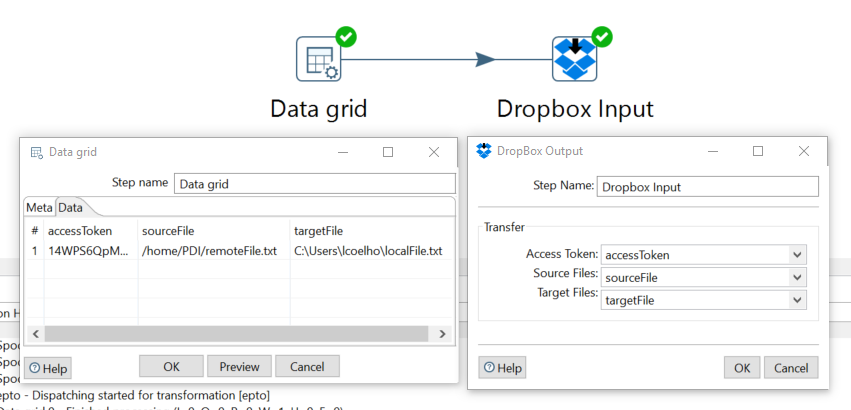 Data grid
Dropbox Input
Data grid
Step name Data grid
Meta Data
# accessToken sourceFile targetFile
1 14WPS6QpM... /home/PDI/remoteFile.txt C:\Users\lcoelho\localFile.txt
Help OK Preview Cancel
DropBox Output
Step Name: Dropbox Input
Transfer
Access Token: accessToken
Source Files: sourceFile
Target Files: targetFile
Help OK Cancel
on H
Spoo
Spoo
Spoo
epto - Dispatching started for transformation [epto]